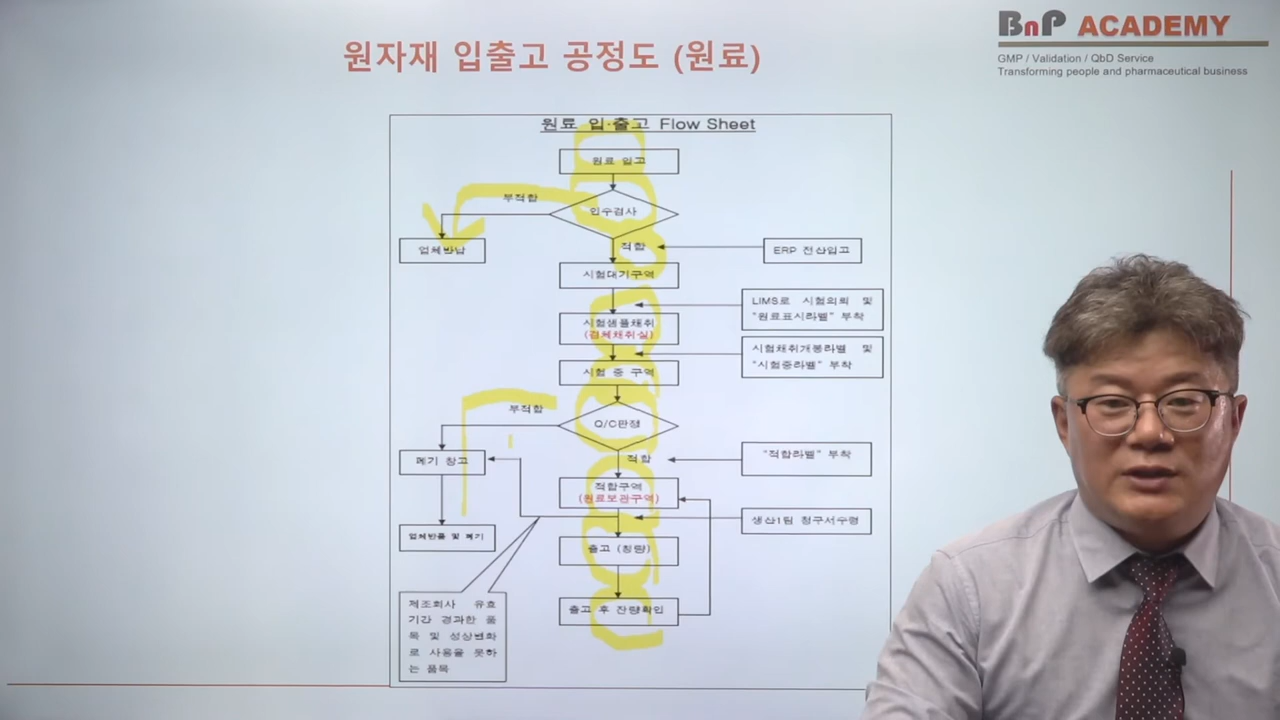 원자재 입출고 공정도 (원료)
BnP ACADEMY
GMP / Validation / QbD Service
Transforming people and pharmaceutical business
원료 입·출고 Flow Sheet
원료 입고
부적합
인수검사
업체반납
적합
ERP 전산입고
시험대기구역
LIMS로 시험의뢰 및
"원료표시라벨" 부착
시험샘플채취
(검체채취실)
시험채취개봉라벨 및
"시험중라벨" 부착
시험 중 구역
부적합
Q/C판정
폐기 창고
적합
"적합라벨" 부착
적합구역
(원료보관구역)
생산1팀 청구서수령
업체반품 및 폐기
출고 (칭량)
제조회사 유효
기간 경과한 품
목 및 성상변화
로 사용을 못하
는 품목
출고 후 잔량확인